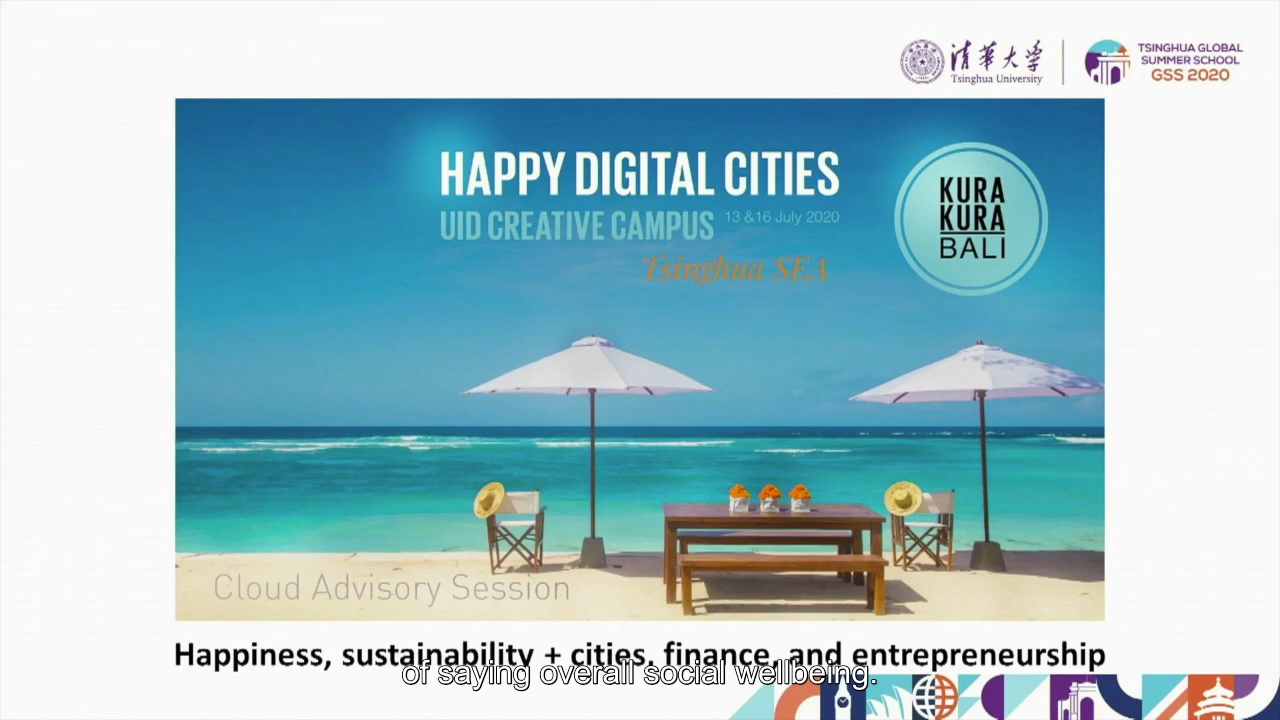 清華大学
Tsinghua University
TSINGHUA GLOBAL
SUMMER SCHOOL
GSS 2020
HAPPY DIGITAL CITIES
UID CREATIVE CAMPUS 13 & 16 July 2020
Tsinghua SEA
KURA
KURA
BALI
Cloud Advisory Session
Happiness, sustainability + cities, finance, and entrepreneurship
of saying overall social wellbeing.